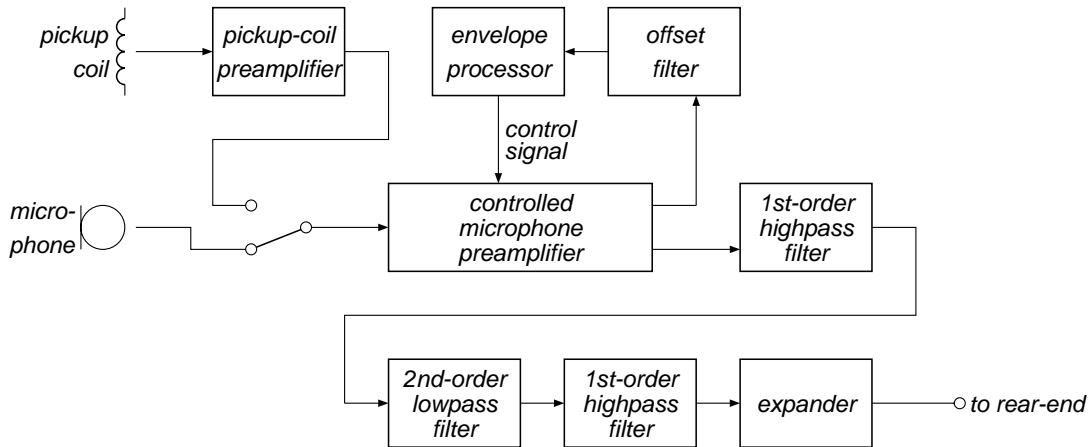 pickup
coil
pickup-coil
preamplifier
envelope
processor
offset
filter
control
signal
micro-
phone
controlled
microphone
preamplifier
1st-order
highpass
filter
2nd-order
lowpass
filter
1st-order
highpass
filter
expander
to rear-end